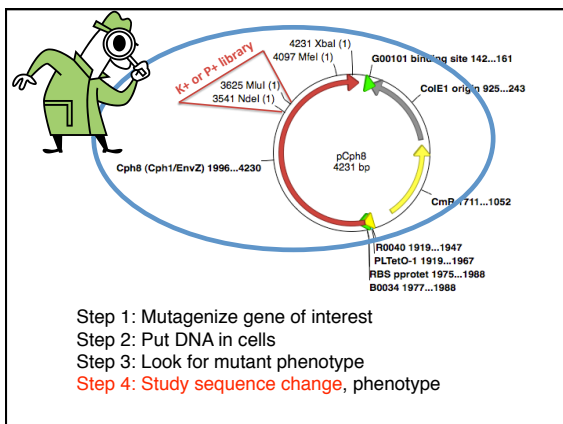 K+ or P+ library
4231 XbaI (1)
4097 MfeI (1)
G00101 binding site 142...161
3625 MluI (1)
3541 NdeI (1)
ColE1 origin 925...243
Cph8 (Cph1/EnvZ) 1996...4230
pCph8
4231 bp
CmR 1711...1052
R0040 1919...1947
PLTetO-1 1919...1967
RBS pprotet 1975...1988
B0034 1977...1988
Step 1: Mutagenize gene of interest
Step 2: Put DNA in cells
Step 3: Look for mutant phenotype
Step 4: Study sequence change, phenotype